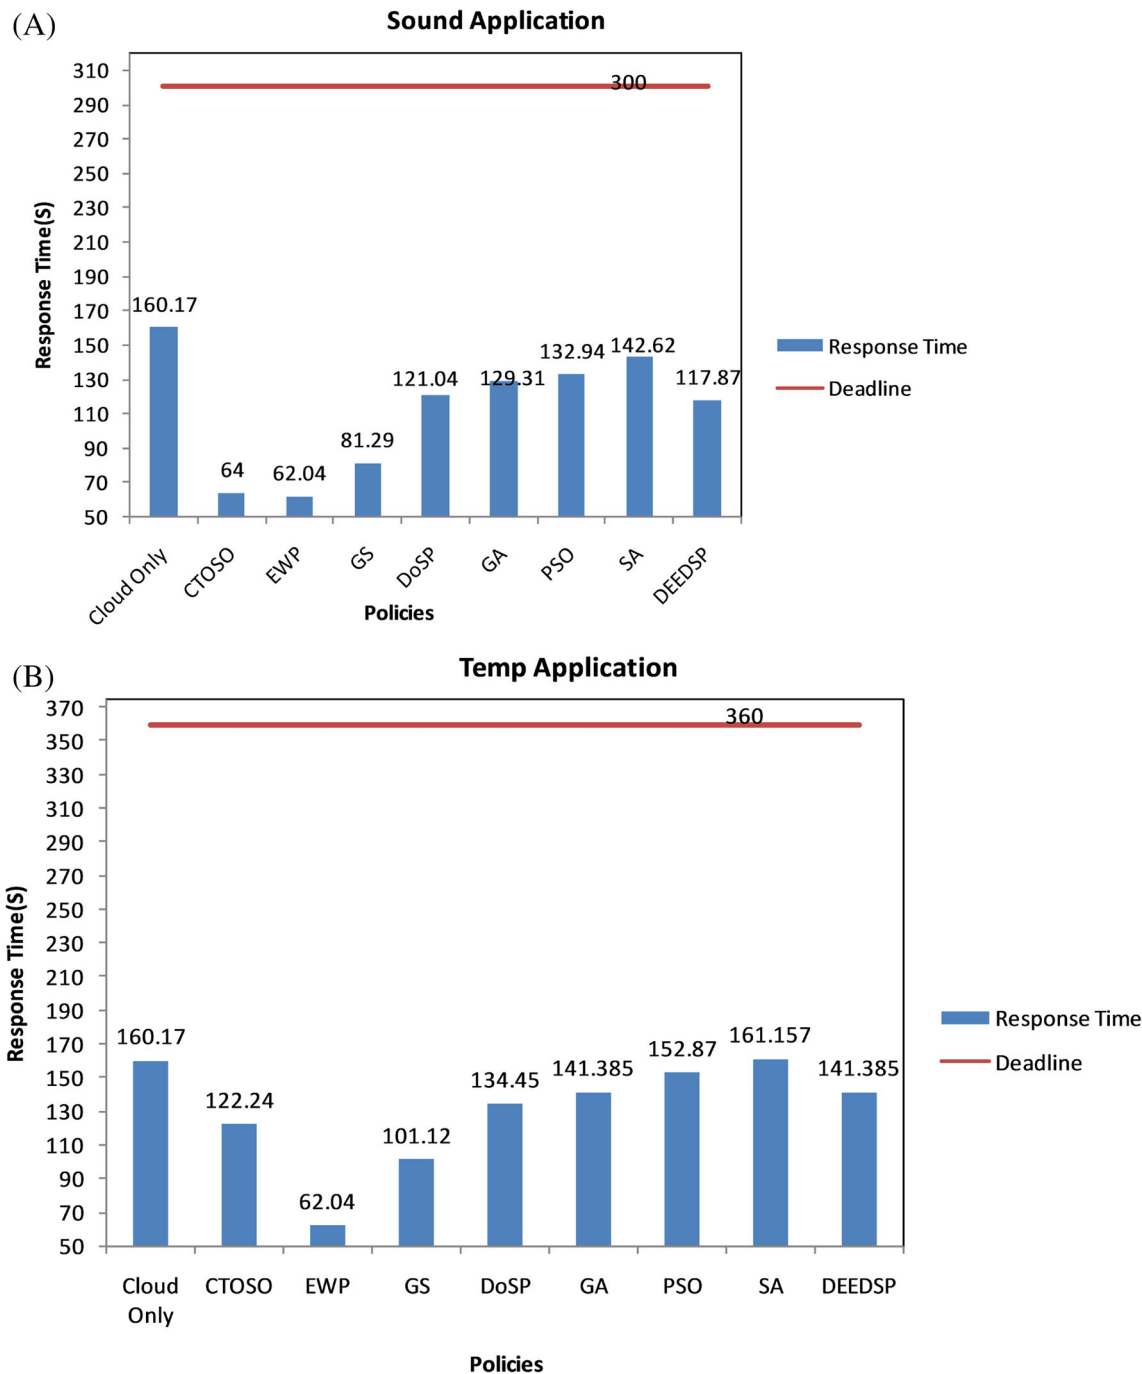 (A)
Sound Application
310
290
270
250
230
210
190
170
150
130
110
90
70
50
Response Time(S)
300
160.17
64
62.04
81.29
121.04
129.31
132.94
142.62
117.87
Cloud Only
CTOSO
EWP
GS
DoSP
GA
PSO
SA
DEEDSP
Policies
Response Time
Deadline
(B)
Temp Application
370
350
330
310
290
270
250
230
210
190
170
150
130
110
90
70
50
Response Time(S)
360
160.17
122.24
62.04
101.12
134.45
141.385
152.87
161.157
141.385
Cloud
Only
CTOSO
EWP
GS
DoSP
GA
PSO
SA
DEEDSP
Policies
Response Time
Deadline